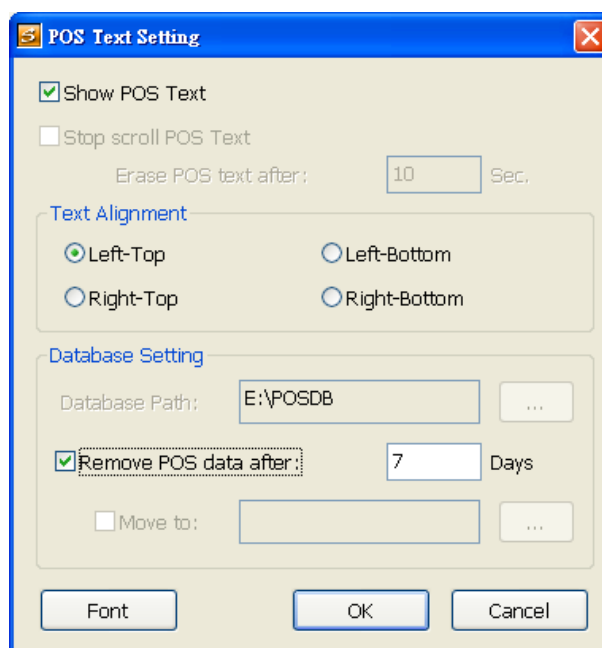 POS Text Setting
Show POS Text
Stop scroll POS Text
Erase POS text after: 10 Sec.
Text Alignment
Left-Top Left-Bottom
Right-Top Right-Bottom
Database Setting
Database Path: E:\POSDB ...
Remove POS data after: 7 Days
Move to: ...
Font OK Cancel